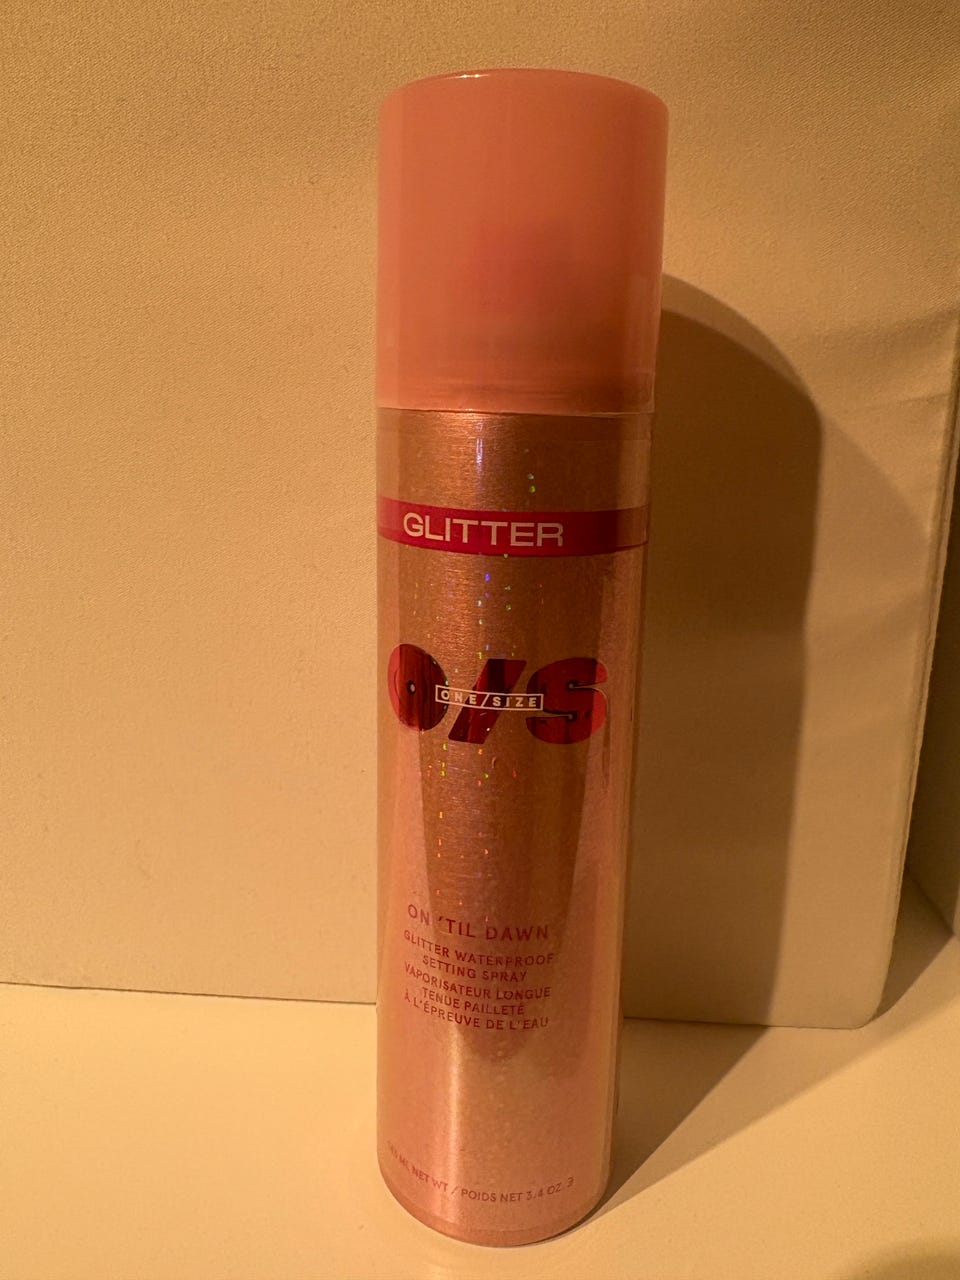 GLITTER
O/S
ONE/SIZE
ON 'TIL DAWN
GLITTER WATERPROOF
SETTING SPRAY
VAPORISATEUR LONGUE
TENUE PAILLETÉ
À L'ÉPREUVE DE L'EAU
ML NET WT / POIDS NET 3.4 OZ.